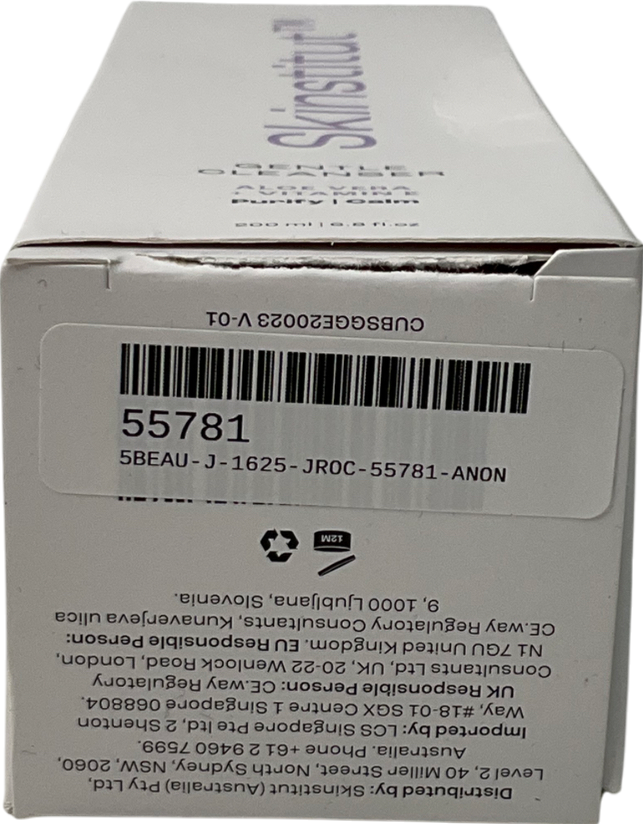 Skinstitut™
GENTLE
CLEANSER
ALOE VERA
+ VITAMIN E
Purify | Calm
200 ml | 6.8 fl.oz
CUBSGGE20023 V-01
55781
5BEAU-J-1625-JROC-55781-ANON
12M
Distributed by: Skinstitut (Australia) Pty Ltd,
Level 2, 40 Miller Street, North Sydney, NSW, 2060,
Australia. Phone +61 2 9460 7599.
Imported by: LCS Singapore Pte ltd, 2 Shenton
Way, #18-01 SGX Centre 1 Singapore 068804.
UK Responsible Person: CE.way Regulatory
Consultants Ltd, UK, 20-22 Wenlock Road, London,
N1 7GU United Kingdom. EU Responsible Person:
CE.way Regulatory Consultants, Kunaverjeva ulica
9, 1000 Ljubljana, Slovenia.